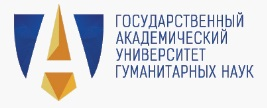 ГОСУДАРСТВЕННЫЙ
АКАДЕМИЧЕСКИЙ
УНИВЕРСИТЕТ
ГУМАНИТАРНЫХ НАУК